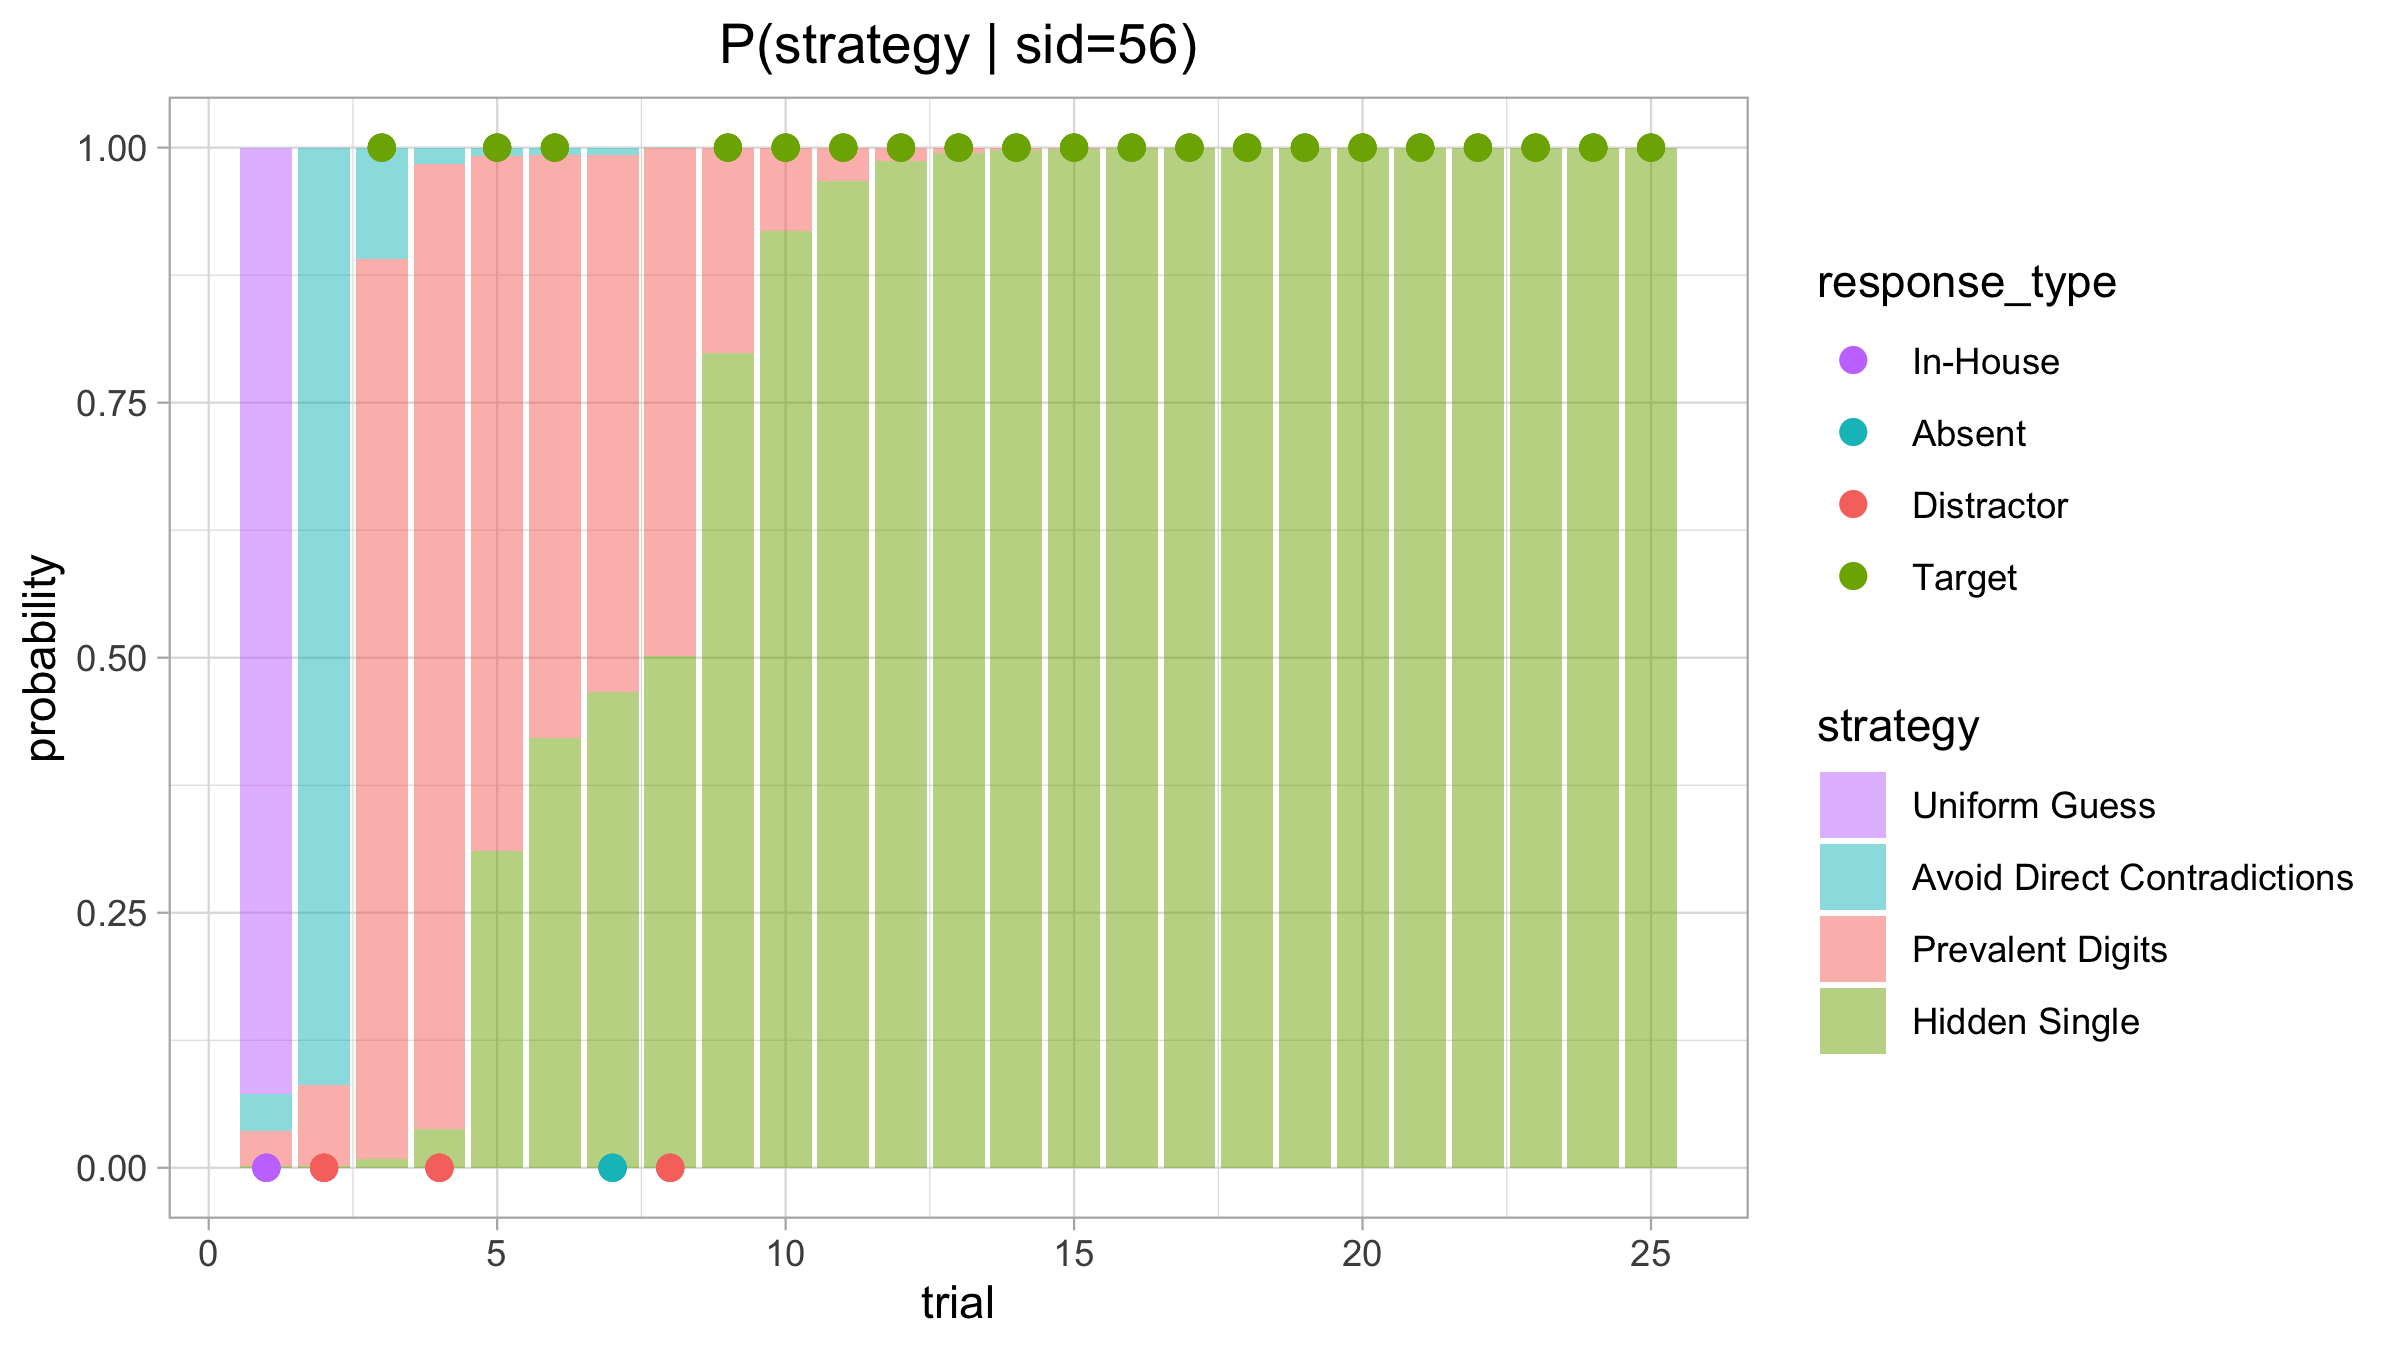 P(strategy | sid=56)
probability
1.00
0.75
0.50
0.25
0.00
0
5
10
15
20
25
trial
response_type
In-House
Absent
Distractor
Target
strategy
Uniform Guess
Avoid Direct Contradictions
Prevalent Digits
Hidden Single